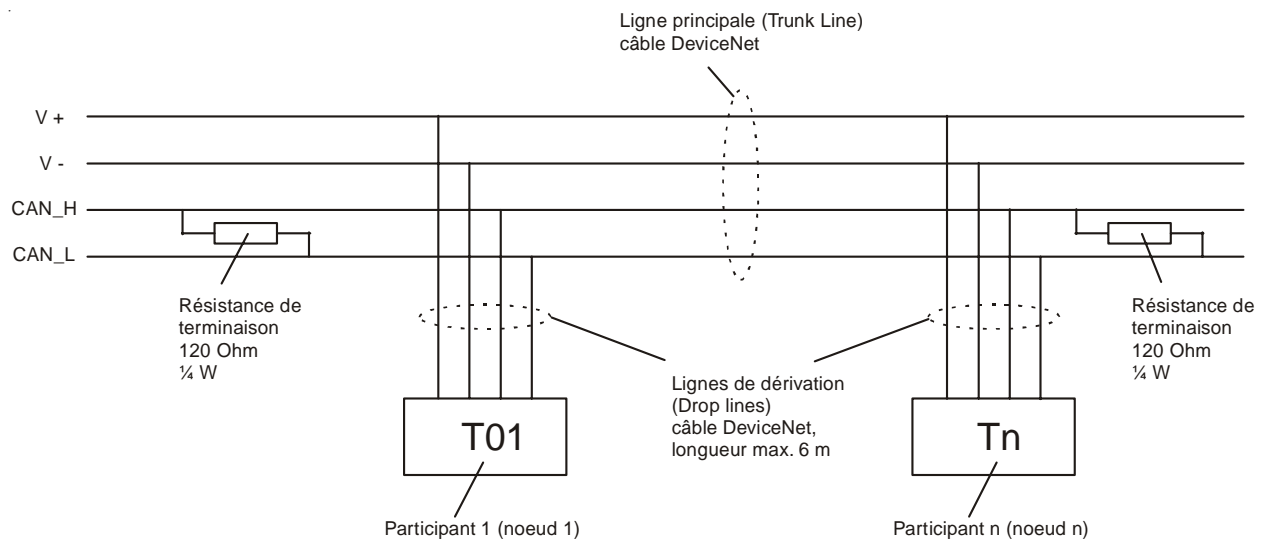 Ligne principale (Trunk Line)
câble DeviceNet
V +
V -
CAN_H
CAN_L
Résistance de
terminaison
120 Ohm
¼ W
Résistance de
terminaison
120 Ohm
¼ W
Lignes de dérivation
(Drop lines)
câble DeviceNet,
longueur max. 6 m
T01
Tn
Participant 1 (noeud 1)
Participant n (noeud n)